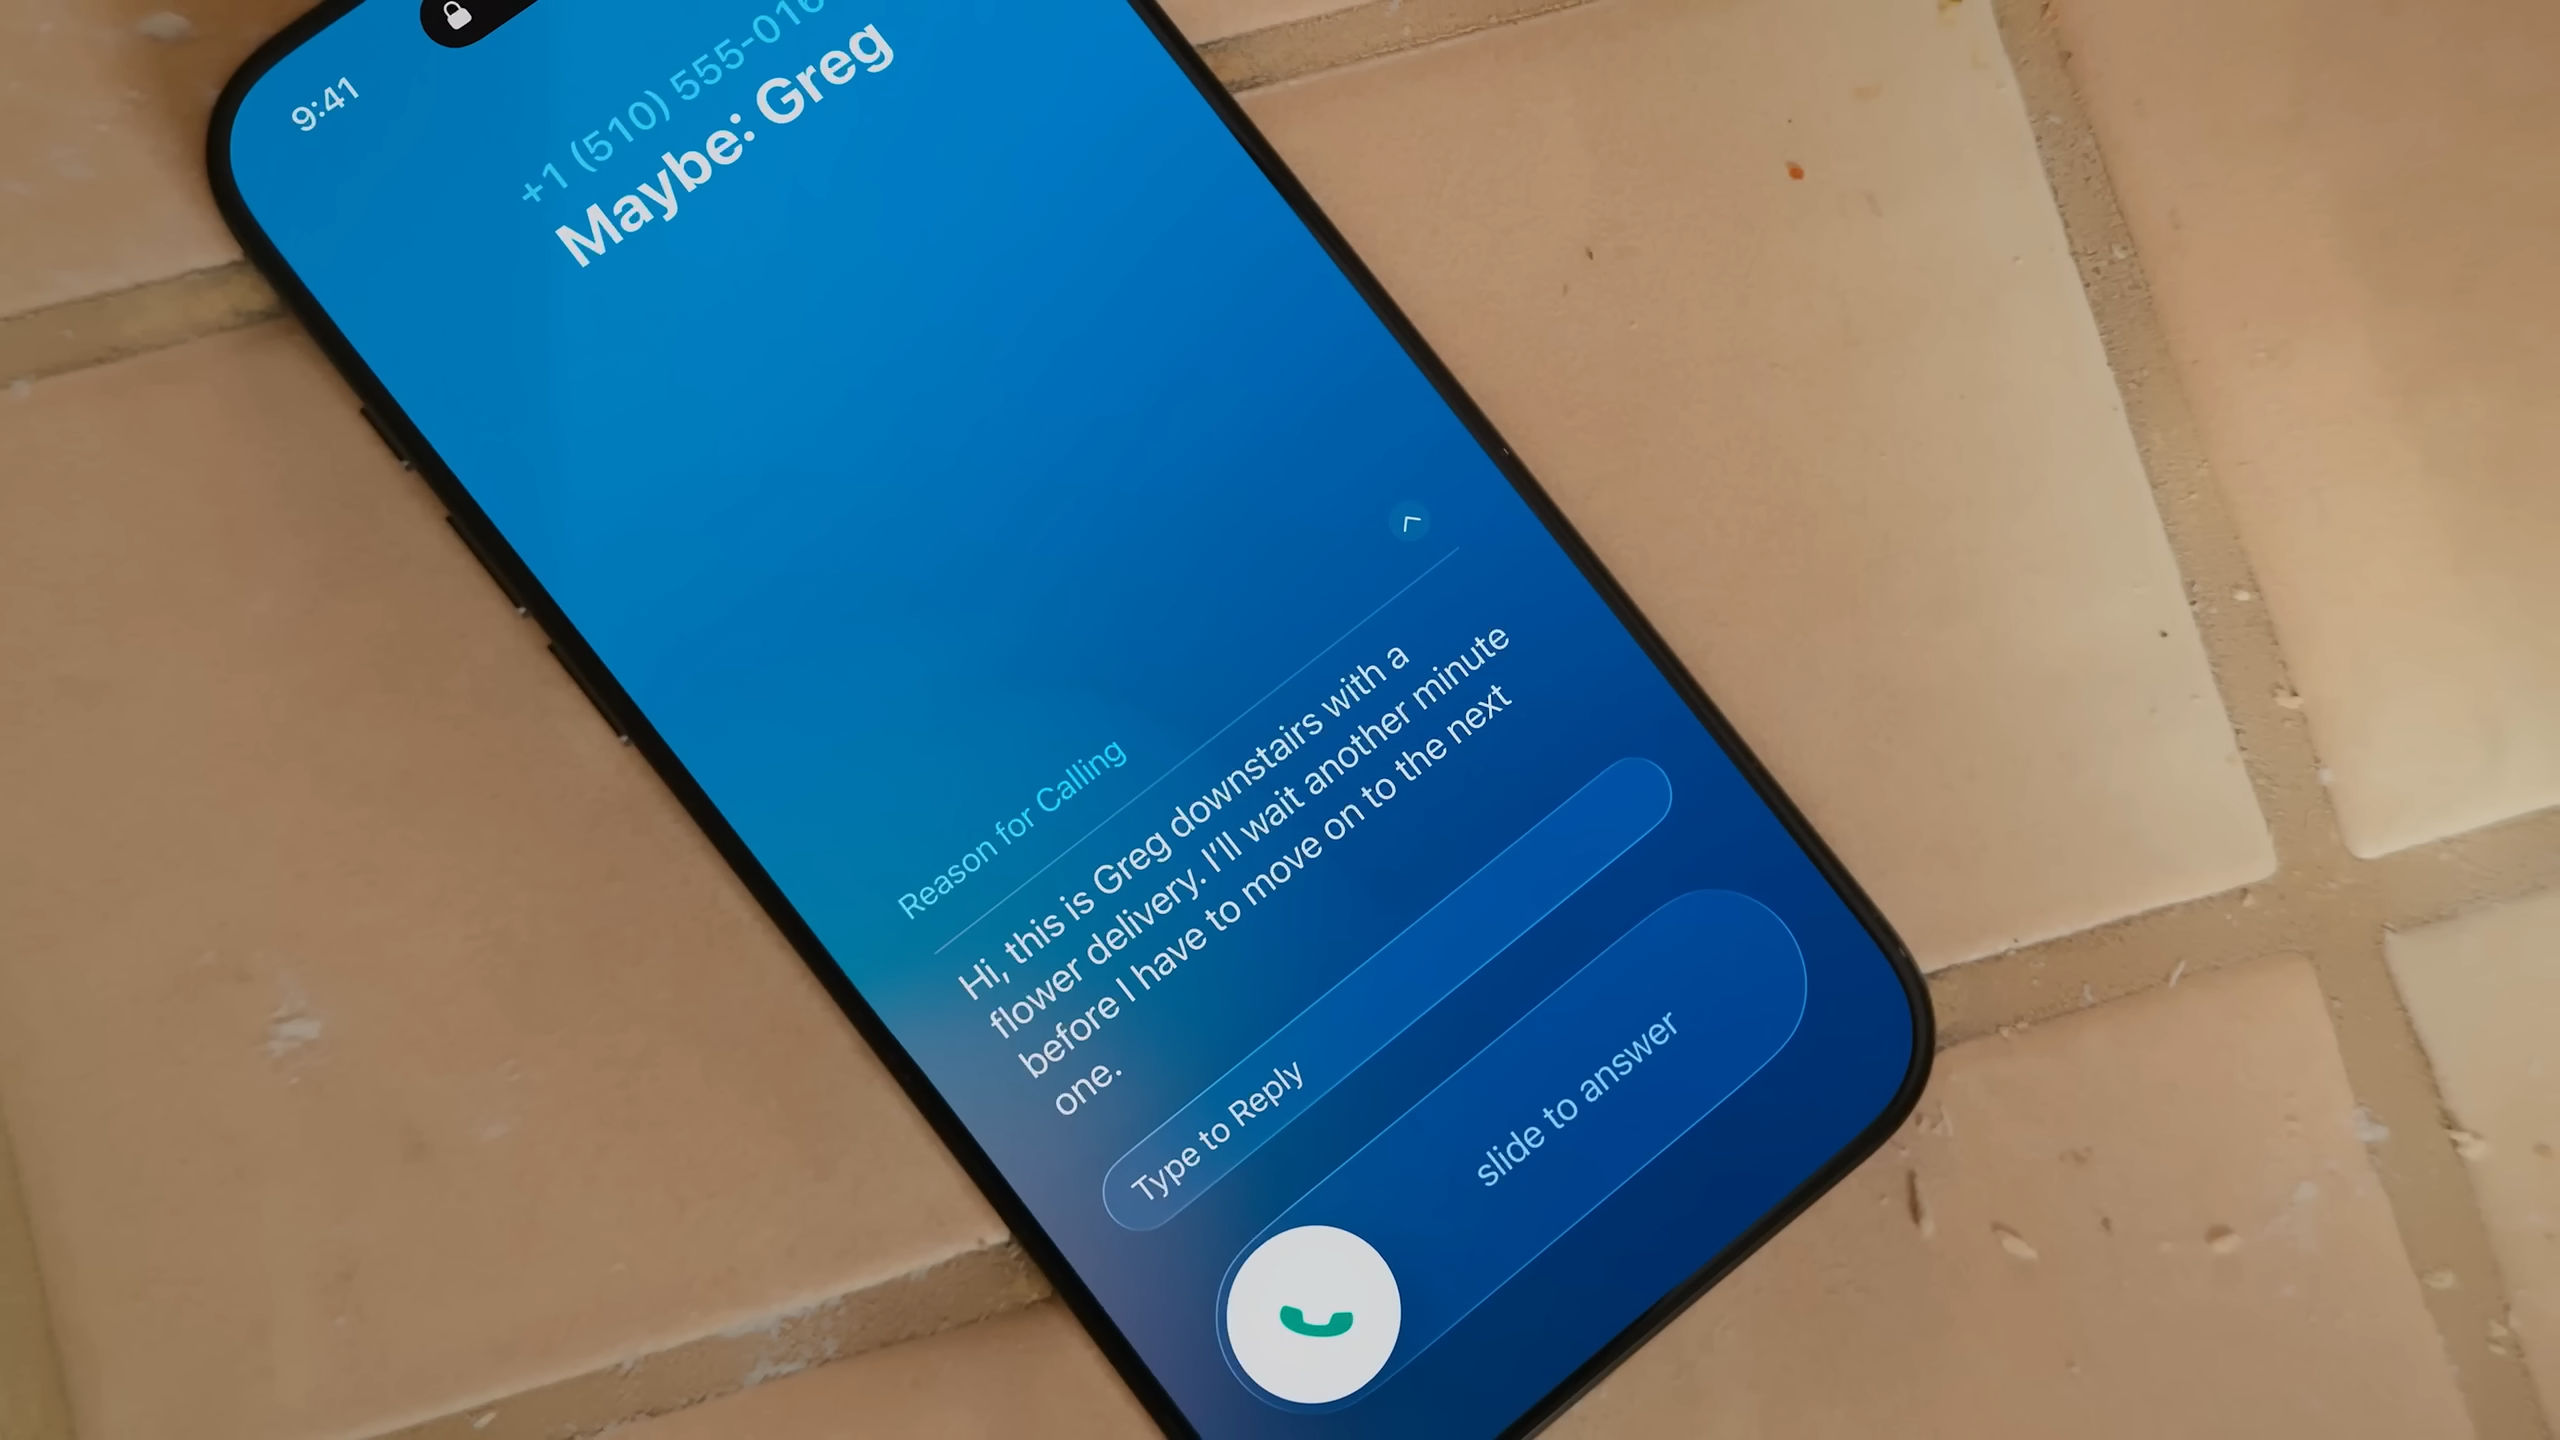 9:41
+1 (510) 555-016
Maybe: Greg
Reason for Calling
Hi, this is Greg downstairs with a
flower delivery. I'll wait another minute
before I have to move on to the next
one.
Type to Reply
slide to answer